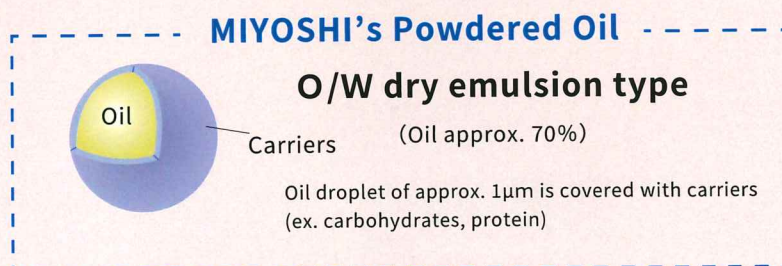 MIYOSHI's Powdered Oil
O/W dry emulsion type
Oil
Carriers
(Oil approx. 70%)
Oil droplet of approx. 1μm is covered with carriers
(ex. carbohydrates, protein)